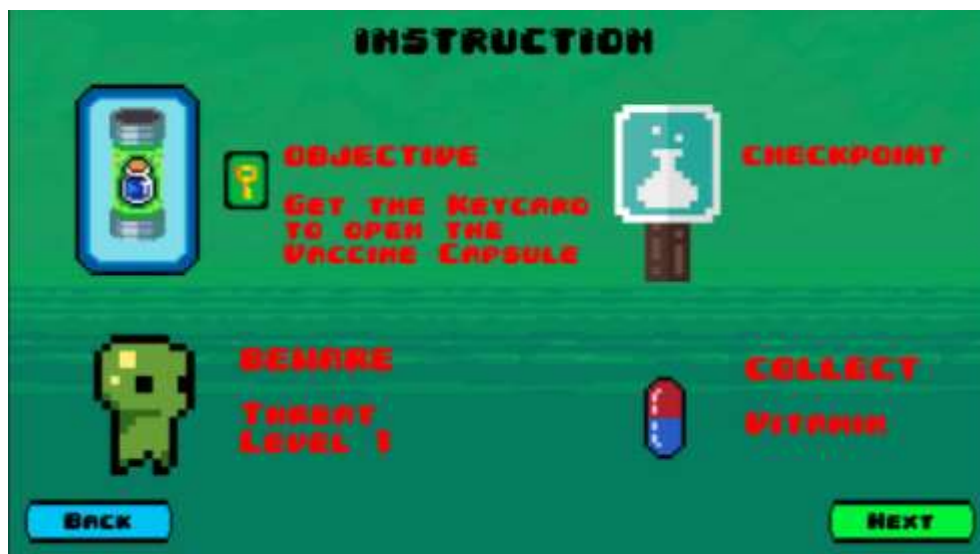 INSTRUCTION
OBJECTIVE
GET THE KEYCARD
TO OPEN THE
VACCINE CAPSULE
CHECKPOINT
BEWARE
THREAT
LEVEL 1
COLLECT
VITAMIN
BACK
NEXT